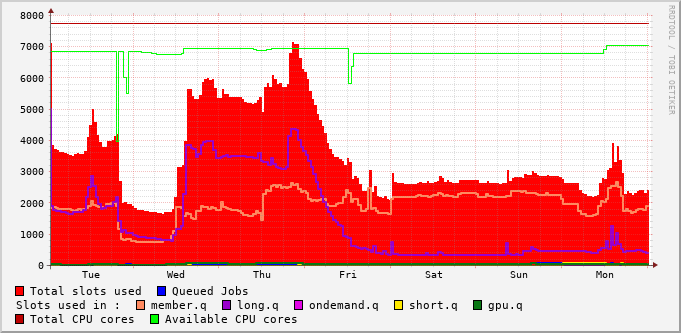 8000
7000
6000
5000
4000
3000
2000
1000
0
Tue Wed Thu Fri Sat Sun Mon
RRDTOOL / TOBI OETIKER
Total slots used Queued Jobs
Slots used in : member.q long.q ondemand.q short.q gpu.q
Total CPU cores Available CPU cores